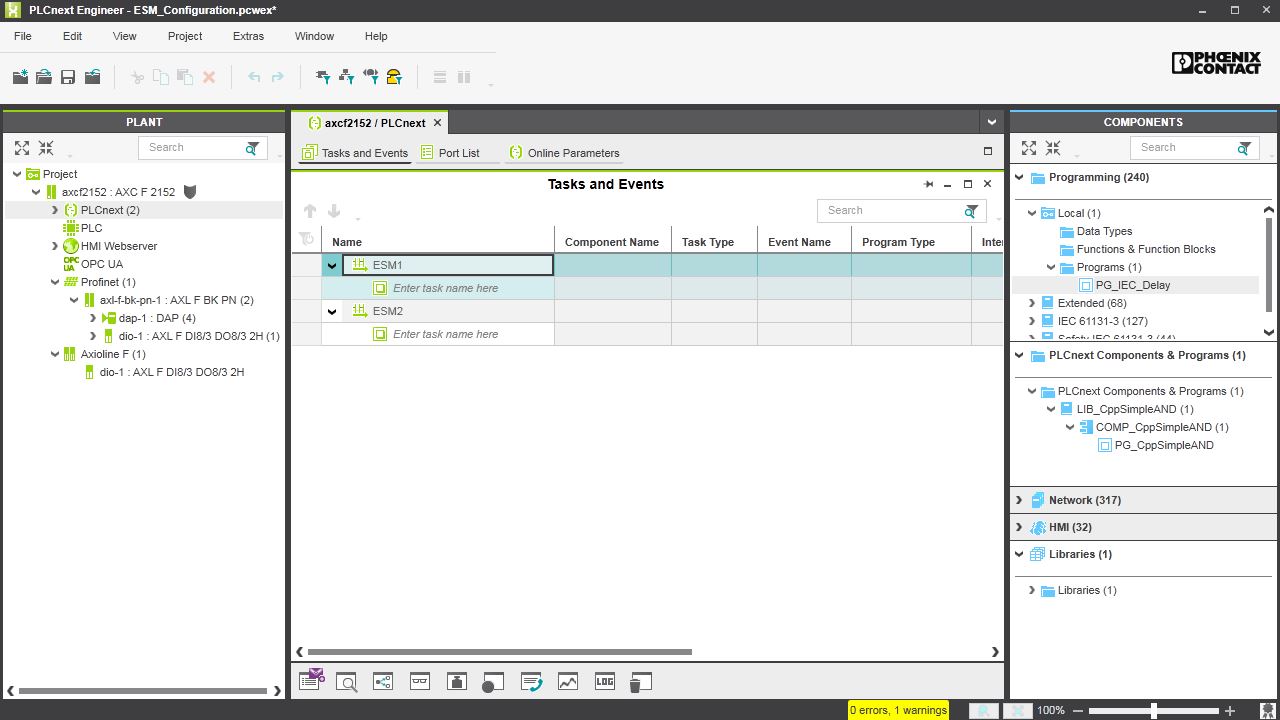 PLCnext Engineer - ESM_Configuration.pcwex*
File Edit View Project Extras Window Help
PHŒNIX
CONTACT
PLANT
Search
Project
axcf2152 : AXC F 2152
PLCnext (2)
PLC
HMI Webserver
OPC UA OPC UA
Profinet (1)
axl-f-bk-pn-1 : AXL F BK PN (2)
dap-1 : DAP (4)
dio-1 : AXL F DI8/3 DO8/3 2H (1)
Axioline F (1)
dio-1 : AXL F DI8/3 DO8/3 2H
axcf2152 / PLCnext
Tasks and Events Port List Online Parameters
Tasks and Events
Search
Name Component Name Task Type Event Name Program Type Inter
ESM1
Enter task name here
ESM2
Enter task name here
LOG
COMPONENTS
Search
Programming (240)
Local (1)
Data Types
Functions & Function Blocks
Programs (1)
PG_IEC_Delay
Extended (68)
IEC 61131-3 (127)
Safety IEC 61131-3 (44)
PLCnext Components & Programs (1)
PLCnext Components & Programs (1)
LIB_CppSimpleAND (1)
COMP_CppSimpleAND (1)
PG_CppSimpleAND
Network (317)
HMI (32)
Libraries (1)
Libraries (1)
0 errors, 1 warnings
100%